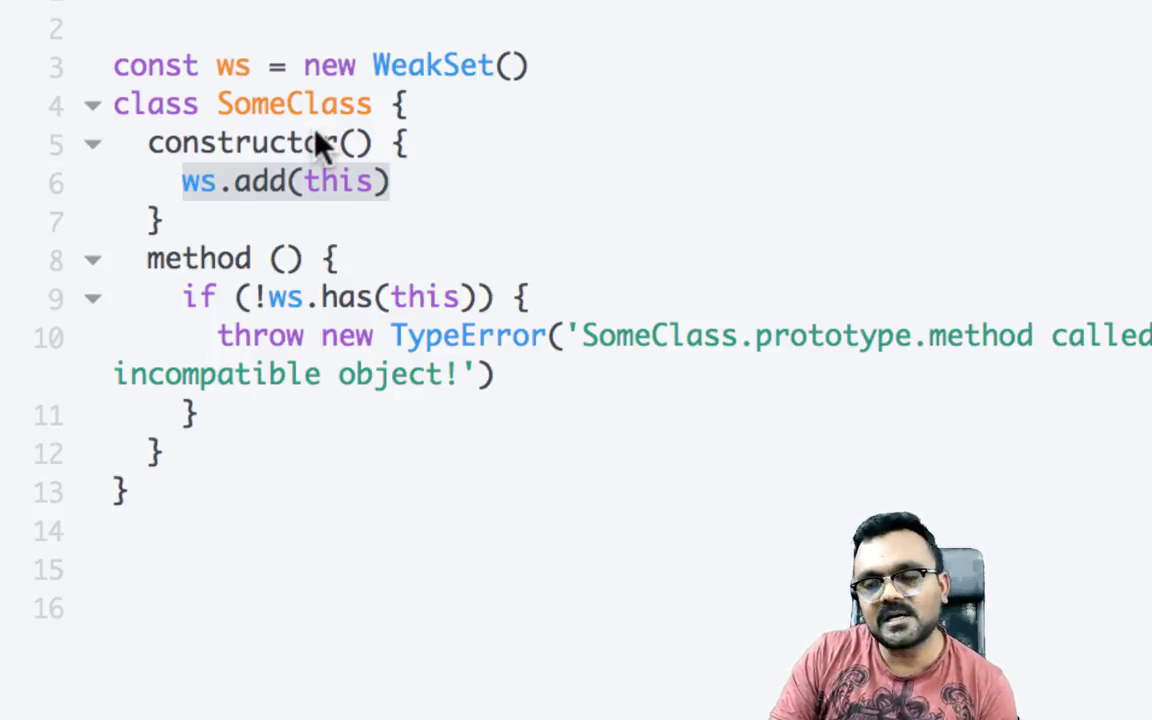 2
3 const ws = new WeakSet()
4 class SomeClass {
5 constructor() {
6 ws.add(this)
7 }
8 method () {
9 if (!ws.has(this)) {
10 throw new TypeError('SomeClass.prototype.method called
incompatible object!')
11 }
12 }
13 }
14
15
16